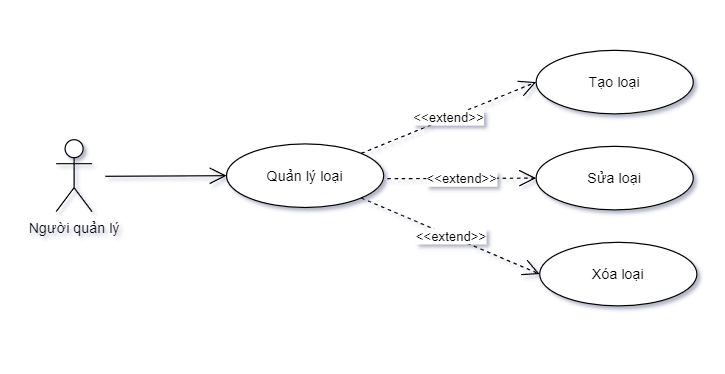 Tạo loại
<<extend>>
Quản lý loại
<<extend>>
Sửa loại
Người quản lý
<<extend>>
Xóa loại